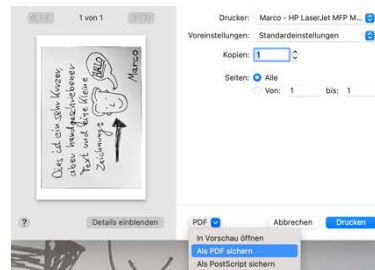 1 von 1
Dies ist ein sehr kurzer,
aber handgeschriebener
Text und eine kleine
Zeichnung
HALLO
Marco
Drucker: Marco - HP LaserJet MFP M...
Voreinstellungen: Standardeinstellungen
Kopien: 1
Seiten: Alle
Von: 1 bis: 1
? Details einblenden PDF Abbrechen Drucken
In Vorschau öffnen
Als PDF sichern
Als PostScript sichern